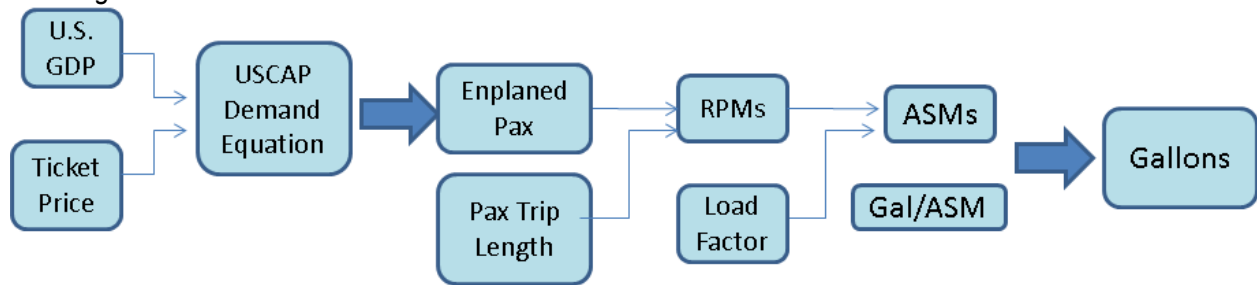 U.S.
GDP
Ticket
Price
USCAP
Demand
Equation
Enplaned
Pax
Pax Trip
Length
RPMs
Load
Factor
ASMs
Gal/ASM
Gallons